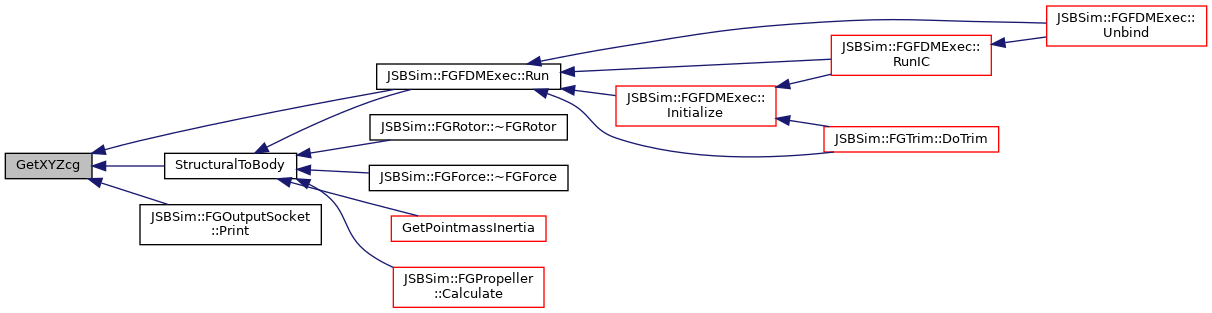 JSBSim::FGFDMExec::
Unbind
JSBSim::FGFDMExec::
RunIC
JSBSim::FGFDMExec::Run
JSBSim::FGFDMExec::
Initialize
JSBSim::FGRotor::~FGRotor
JSBSim::FGTrim::DoTrim
GetXYZcg
StructuralToBody
JSBSim::FGForce::~FGForce
JSBSim::FGOutputSocket
::Print
GetPointmassInertia
JSBSim::FGPropeller
::Calculate